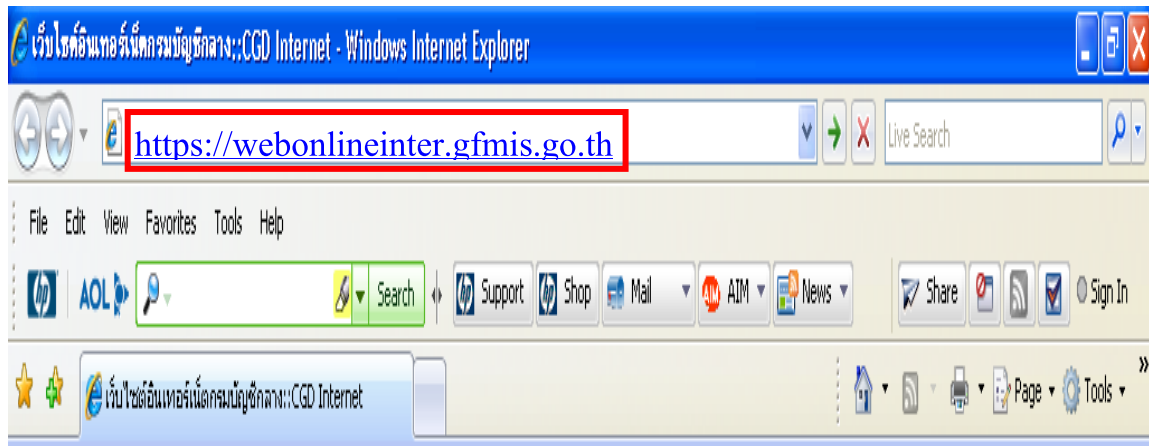 เว็บไซต์อินเทอร์เน็ตกรมบัญชีกลาง::CGD Internet - Windows Internet Explorer
https://webonlineinter.gfmis.go.th Live Search
File Edit View Favorites Tools Help
hp AOL Search hp Support hp Shop Mail AIM AIM News Share Sign In
เว็บไซต์อินเทอร์เน็ตกรมบัญชีกลาง::CGD Internet Page Tools »